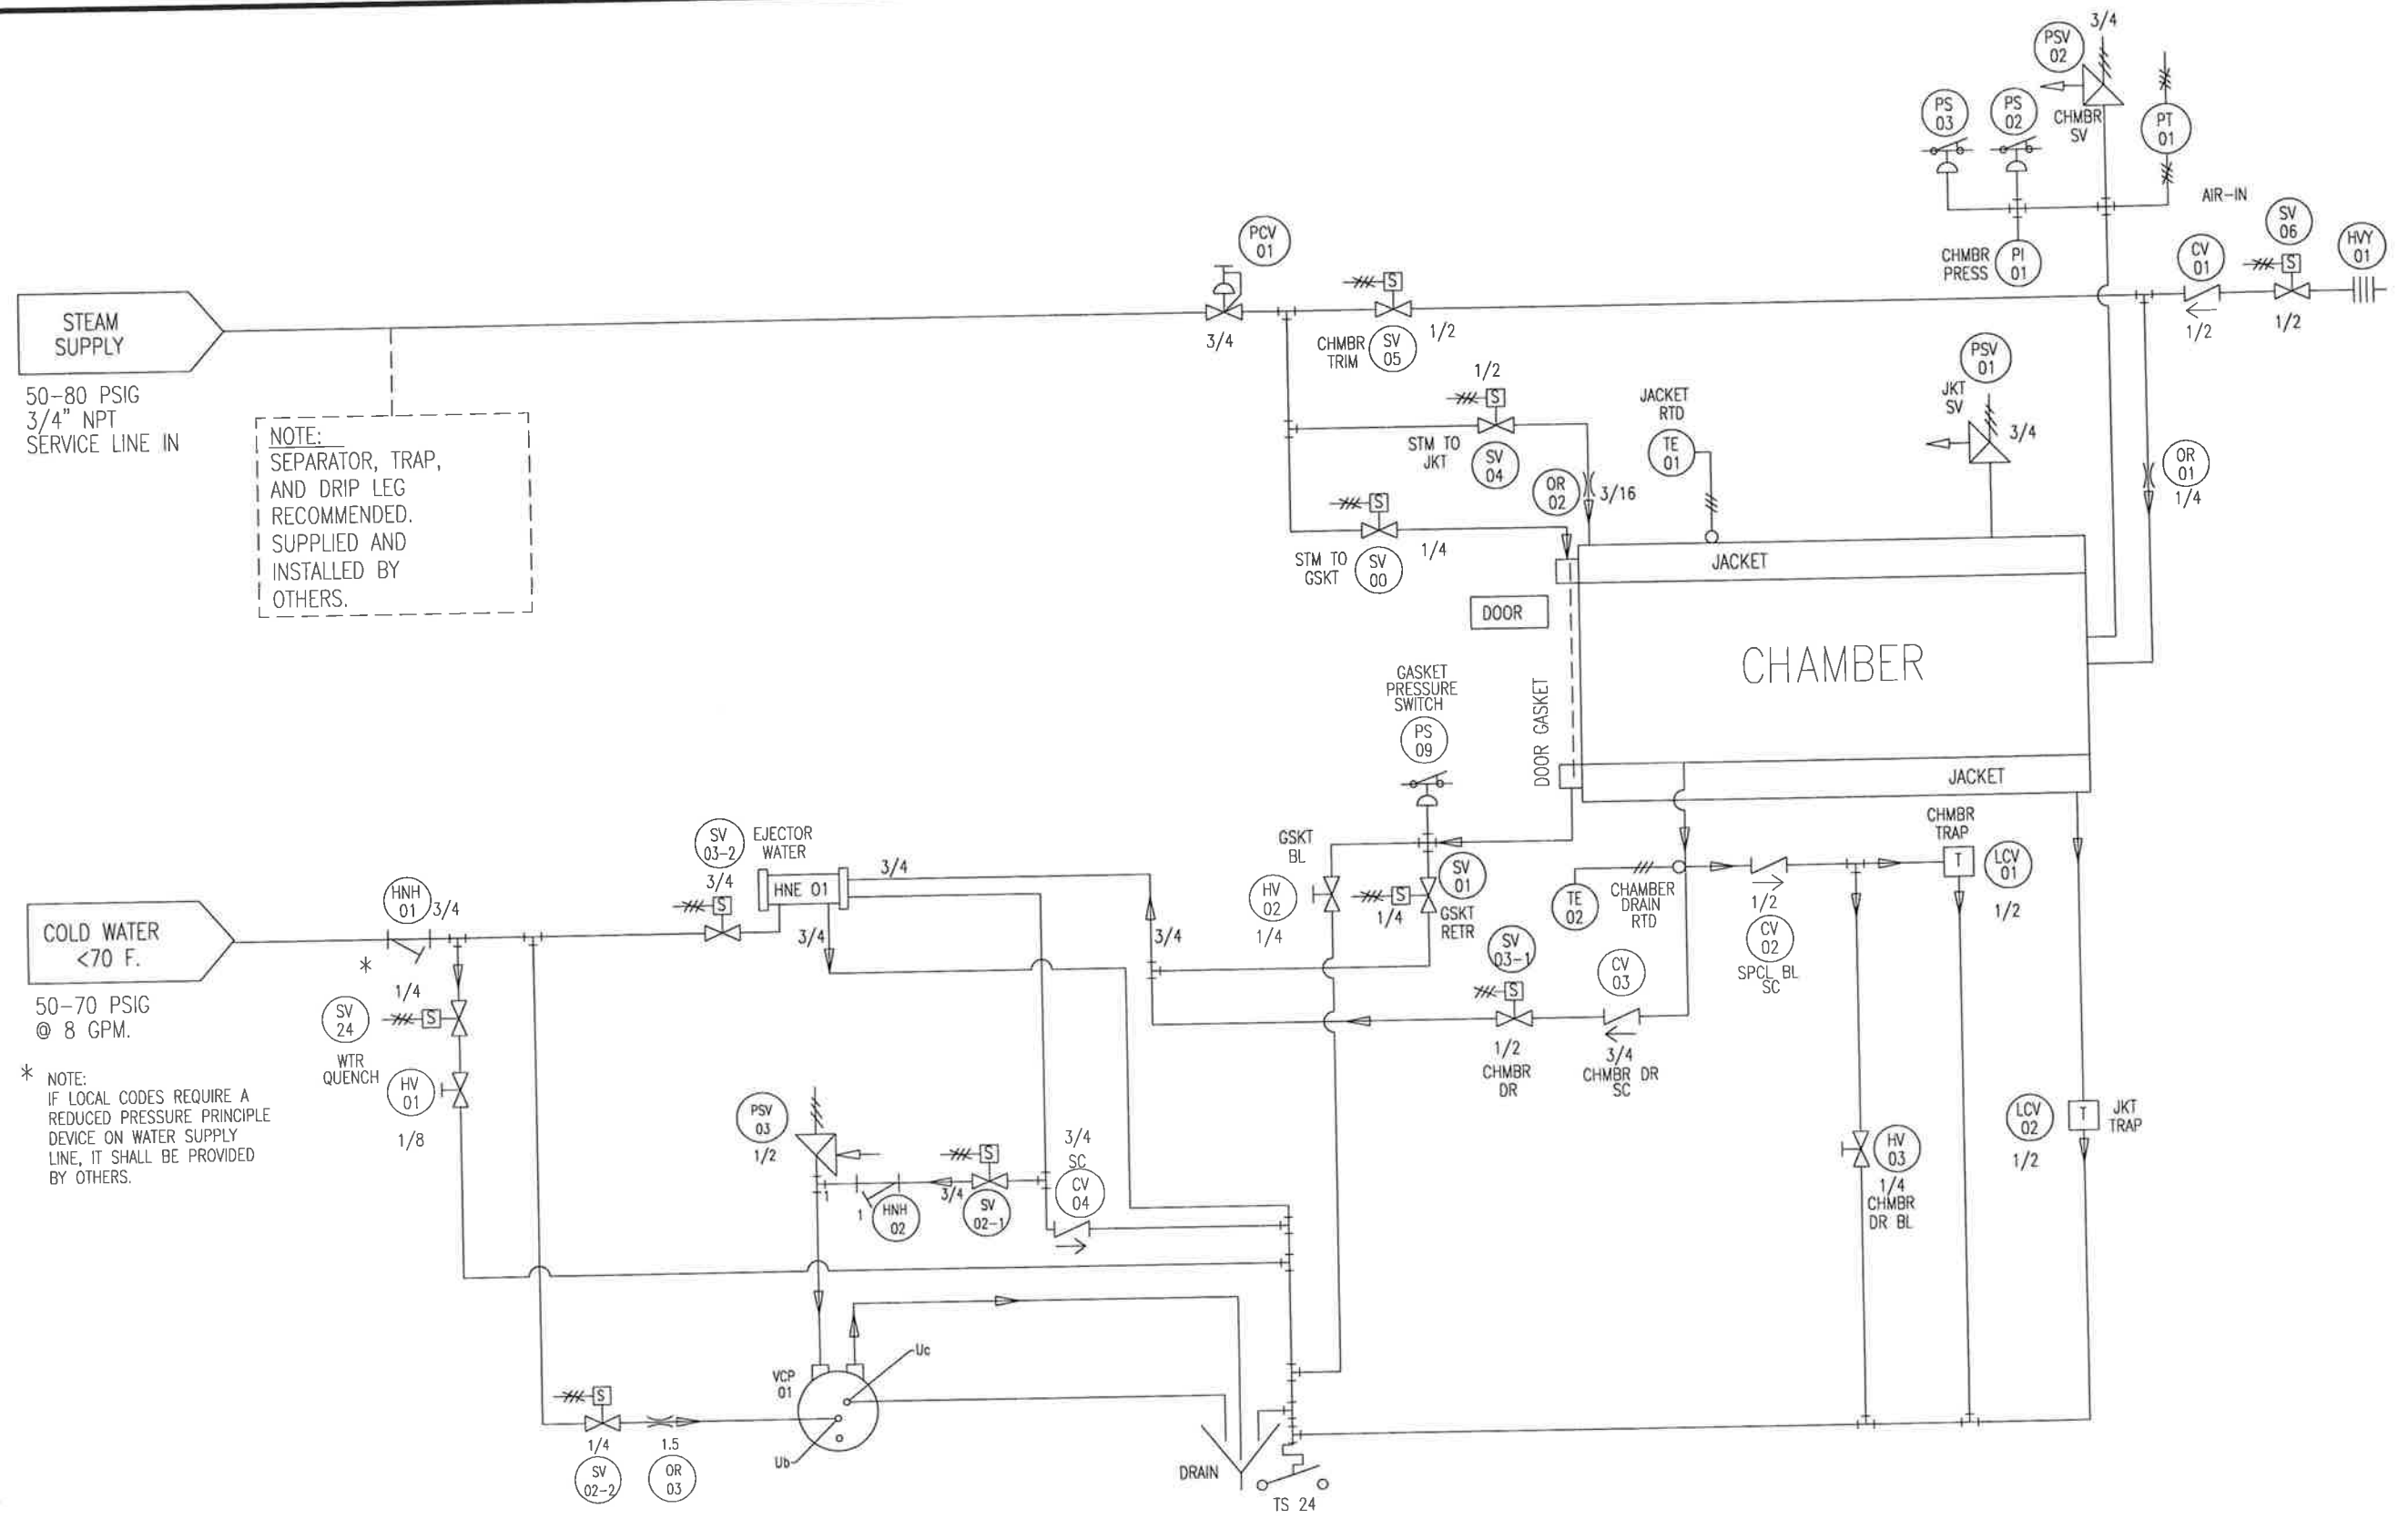 3/4
PSV
02
PS
03
PS
02
CHMBR
SV
PT
01
AIR-IN
SV
06
HVY
01
CV
01
PCV
01
CHMBR
PRESS
PI
01
S
S
STEAM
SUPPLY
3/4
1/2
1/2
1/2
CHMBR
TRIM
SV
05
50-80 PSIG
3/4" NPT
SERVICE LINE IN
PSV
01
1/2
S
JKT
SV
JACKET
RTD
3/4
NOTE:
SEPARATOR, TRAP,
AND DRIP LEG
RECOMMENDED.
SUPPLIED AND
INSTALLED BY
OTHERS.
STM TO
JKT
SV
04
TE
01
OR
01
1/4
OR
02
3/16
S
1/4
STM TO
GSKT
SV
00
JACKET
DOOR
CHAMBER
GASKET
PRESSURE
SWITCH
PS
09
DOOR GASKET
JACKET
SV
03-2
EJECTOR
WATER
3/4
S
HNE 01
3/4
3/4
GSKT
BL
HV
02
1/4
SV
01
S
1/4
GSKT
RETR
CHMBR
TRAP
T
LCV
01
1/2
TE
02
CHAMBER
DRAIN
RTD
1/2
CV
02
SPCL BL
SC
HNH
01
3/4
COLD WATER
<70 F.
*
50-70 PSIG
@ 8 GPM.
1/4
SV
24
S
WTR
QUENCH
HV
01
1/8
* NOTE:
IF LOCAL CODES REQUIRE A
REDUCED PRESSURE PRINCIPLE
DEVICE ON WATER SUPPLY
LINE, IT SHALL BE PROVIDED
BY OTHERS.
3/4
SV
03-1
S
1/2
CHMBR
DR
CV
03
3/4
CHMBR DR
SC
PSV
03
1/2
S
3/4
SC
CV
04
1
1
HNH
02
3/4
SV
02-1
LCV
02
1/2
T
JKT
TRAP
HV
03
1/4
CHMBR
DR BL
VCP
01
Uc
Ub
S
1/4
SV
02-2
1.5
OR
03
DRAIN
TS 24